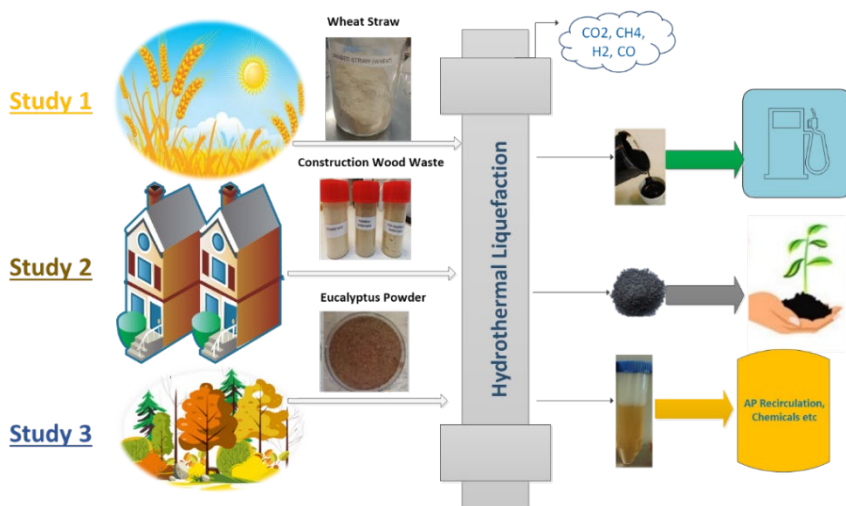 Wheat Straw
CO2, CH4,
H2, CO
Study 1
Construction Wood Waste
Study 2
Hydrothermal Liquefaction
Eucalyptus Powder
AP Recirculation,
Chemicals etc
Study 3